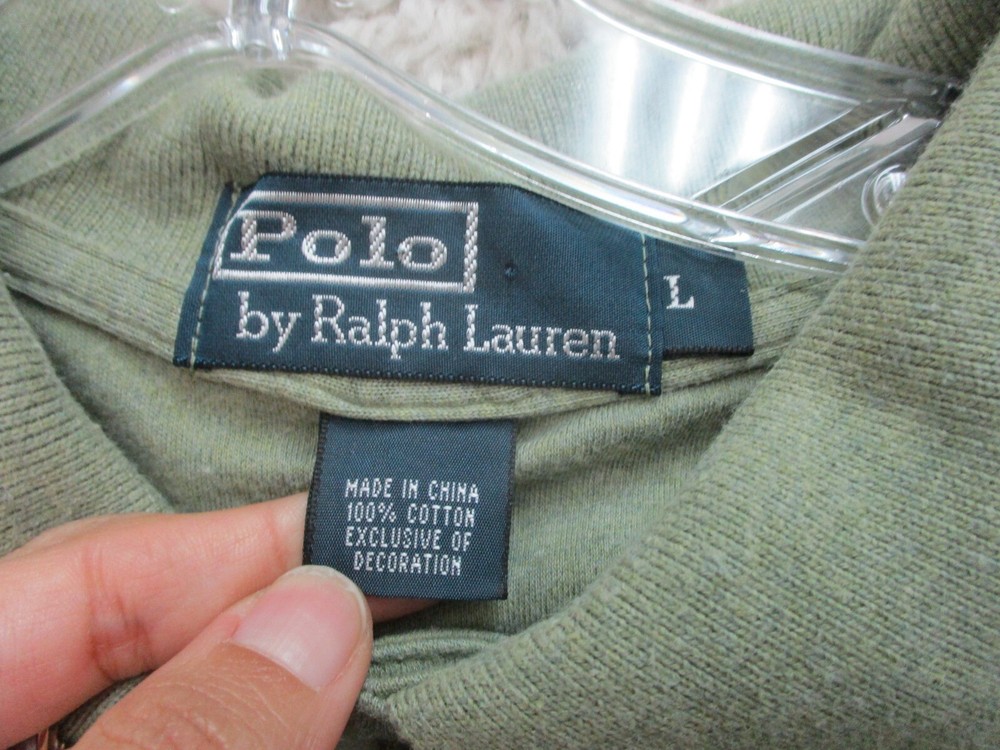 Polo
by Ralph Lauren
L
MADE IN CHINA
100% COTTON
EXCLUSIVE OF
DECORATION